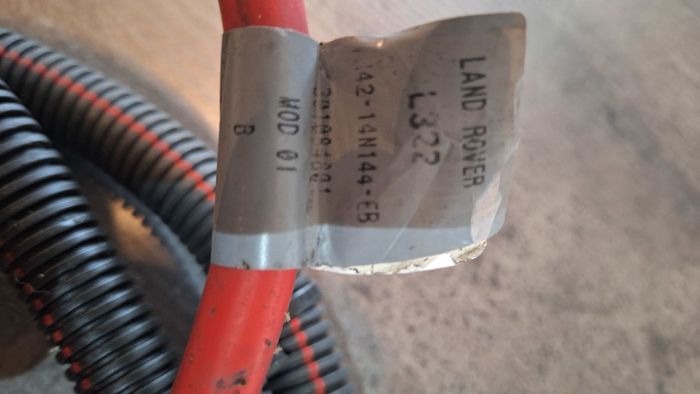 LAND ROVER
L322
142-14N144-EB
MOD 01
B